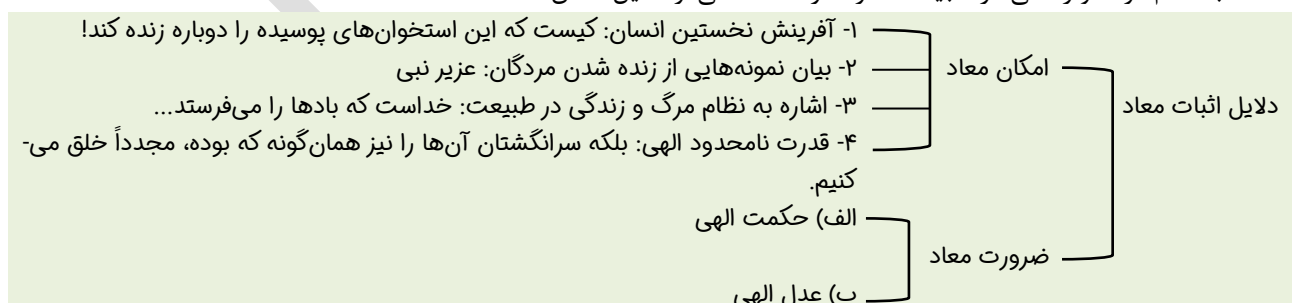 ۱- آفرینش نخستین انسان: کیست که این استخوان‌های پوسیده را دوباره زنده کند!
امکان معاد
۲- بیان نمونه‌هایی از زنده شدن مردگان: عزیر نبی
دلایل اثبات معاد
۳- اشاره به نظام مرگ و زندگی در طبیعت: خداست که بادها را می‌فرستد...
۴- قدرت نامحدود الهی: بلکه سرانگشتان آن‌ها را نیز همان‌گونه که بوده، مجدداً خلق می-
کنیم.
الف) حکمت الهی
ضرورت معاد
ب) عدل الهی